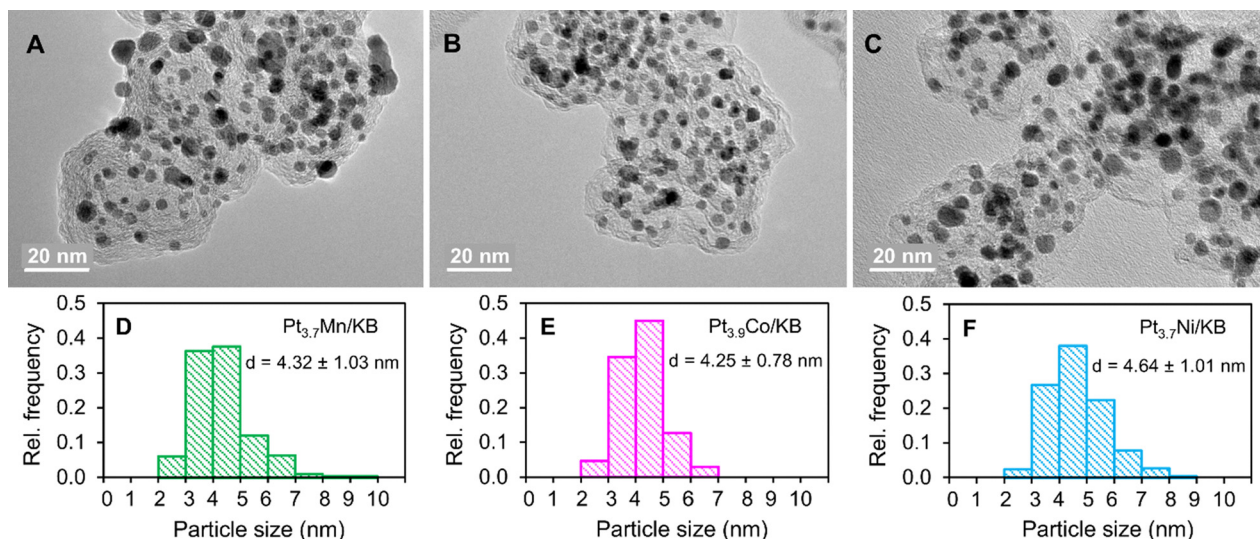 A
20 nm
B
20 nm
C
20 nm
D
Pt3.7Mn/KB
d = 4.32 ± 1.03 nm
Rel. frequency
0.5
0.4
0.3
0.2
0.1
0.0
0 1 2 3 4 5 6 7 8 9 10
Particle size (nm)
E
Pt3.9Co/KB
d = 4.25 ± 0.78 nm
Rel. frequency
0.5
0.4
0.3
0.2
0.1
0.0
0 1 2 3 4 5 6 7 8 9 10
Particle size (nm)
F
Pt3.7Ni/KB
d = 4.64 ± 1.01 nm
Rel. frequency
0.5
0.4
0.3
0.2
0.1
0.0
0 1 2 3 4 5 6 7 8 9 10
Particle size (nm)